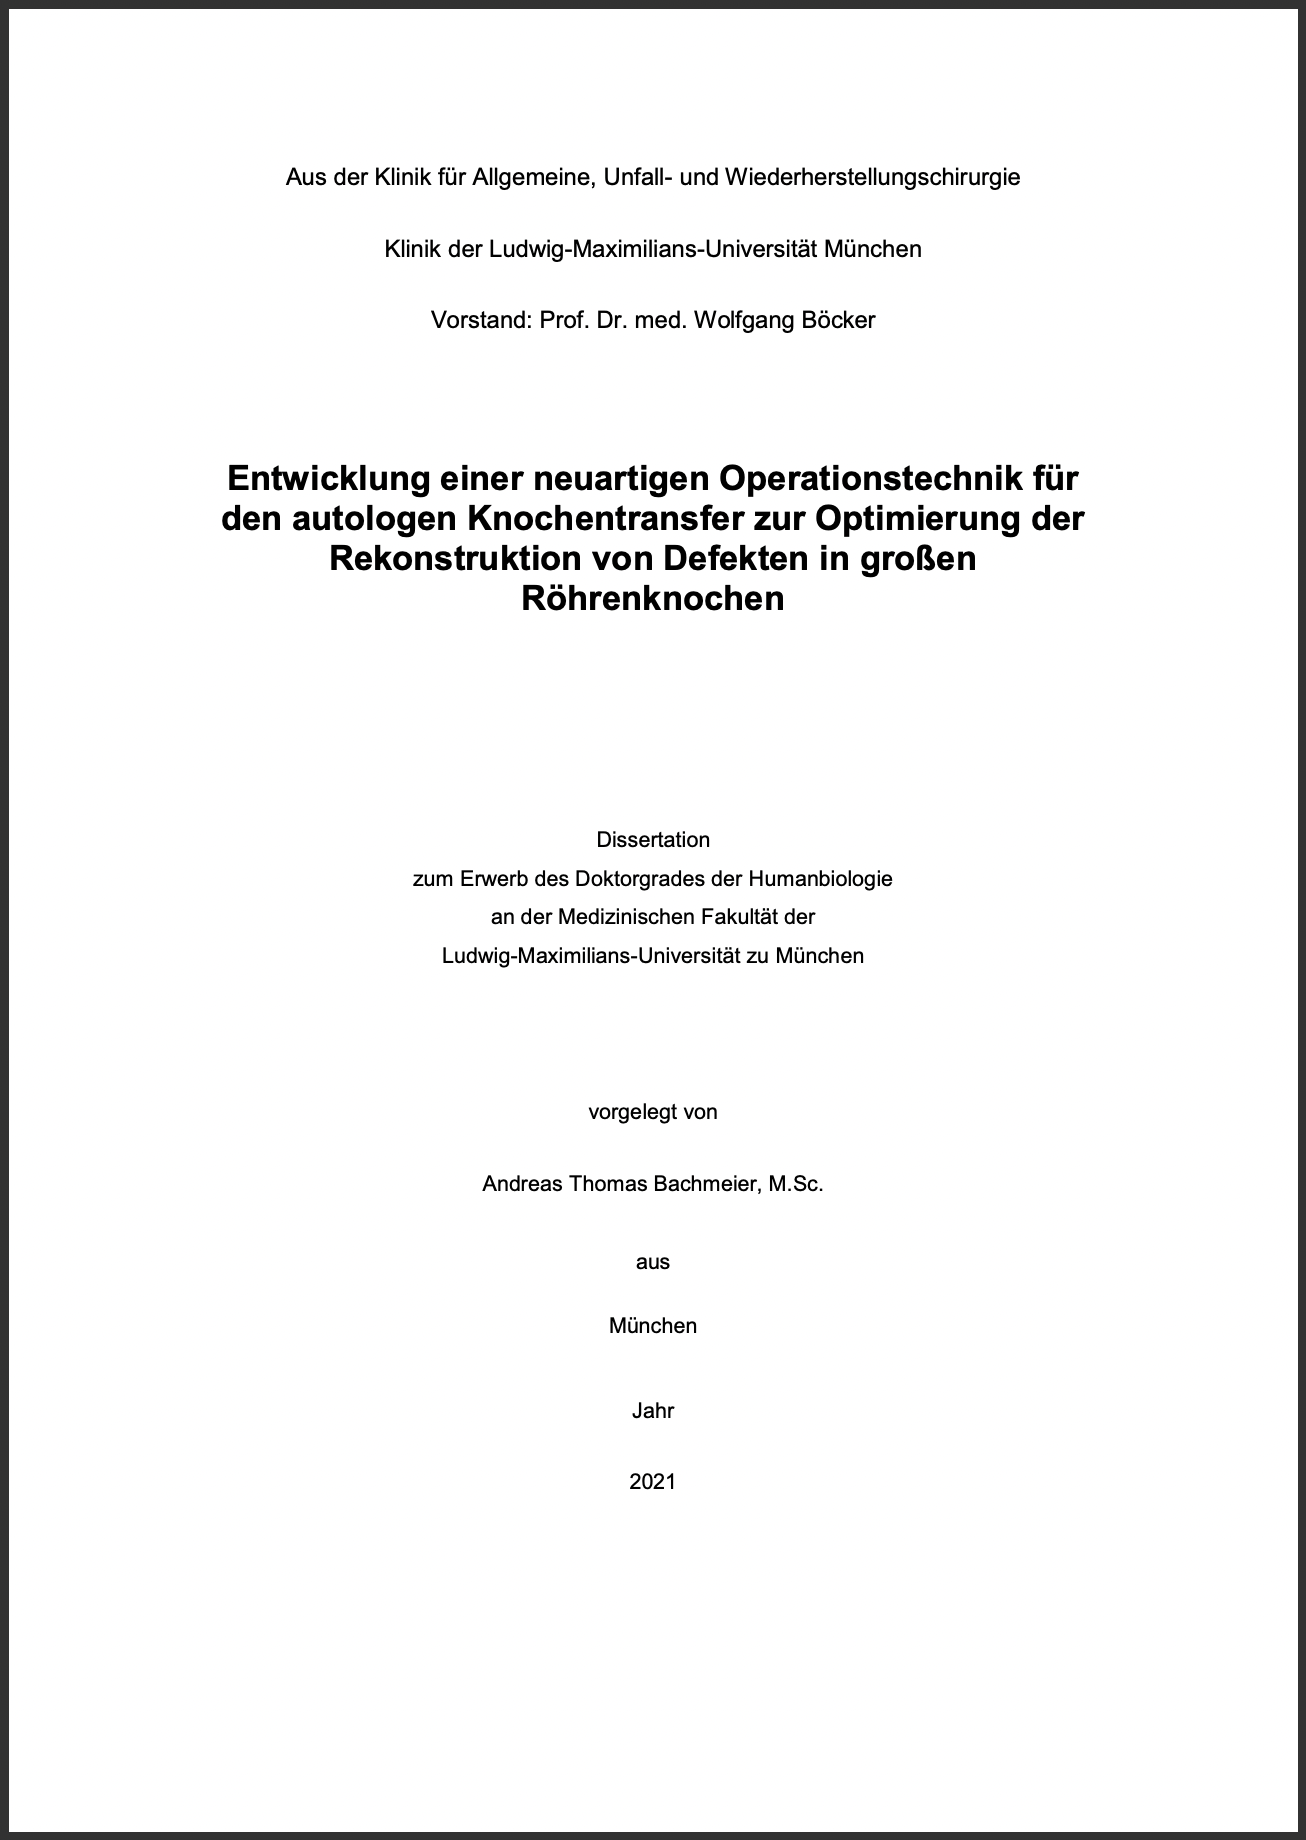 Aus der Klinik für Allgemeine, Unfall- und Wiederherstellungschirurgie
Klinik der Ludwig-Maximilians-Universität München
Vorstand: Prof. Dr. med. Wolfgang Böcker
Entwicklung einer neuartigen Operationstechnik für
den autologen Knochentransfer zur Optimierung der
Rekonstruktion von Defekten in großen
Röhrenknochen
Dissertation
zum Erwerb des Doktorgrades der Humanbiologie
an der Medizinischen Fakultät der
Ludwig-Maximilians-Universität zu München
vorgelegt von
Andreas Thomas Bachmeier, M.Sc.
aus
München
Jahr
2021